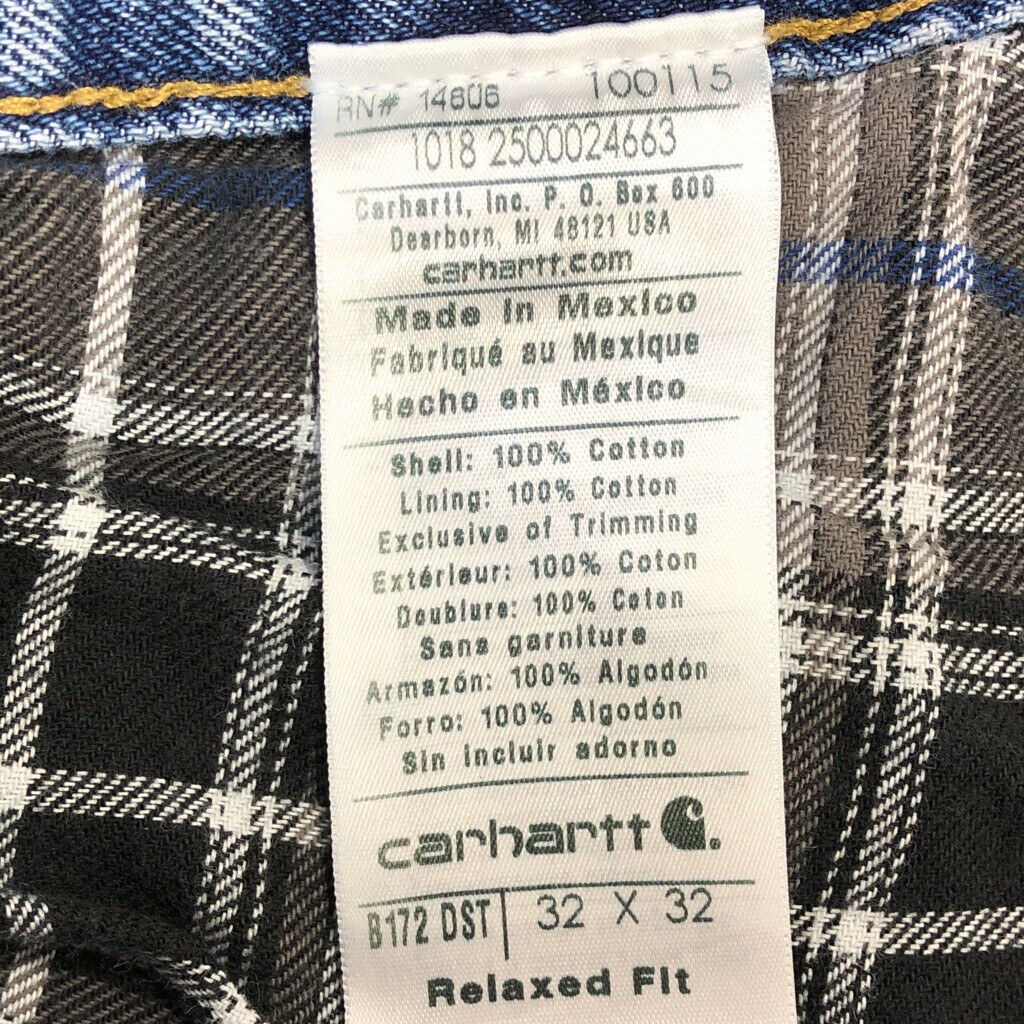 RN# 14806 100115
1018 2500024663
Carhartt, Inc. P. O. Box 600
Dearborn, MI 48121 USA
carhartt.com
Made in Mexico
Fabriqué au Mexique
Hecho en México
Shell: 100% Cotton
Lining: 100% Cotton
Exclusive of Trimming
Extérieur: 100% Coton
Doublure: 100% Coton
Sans garniture
Armazón: 100% Algodón
Forro: 100% Algodón
Sin incluir adorno
carhartt
B172 DST 32 X 32
Relaxed Fit